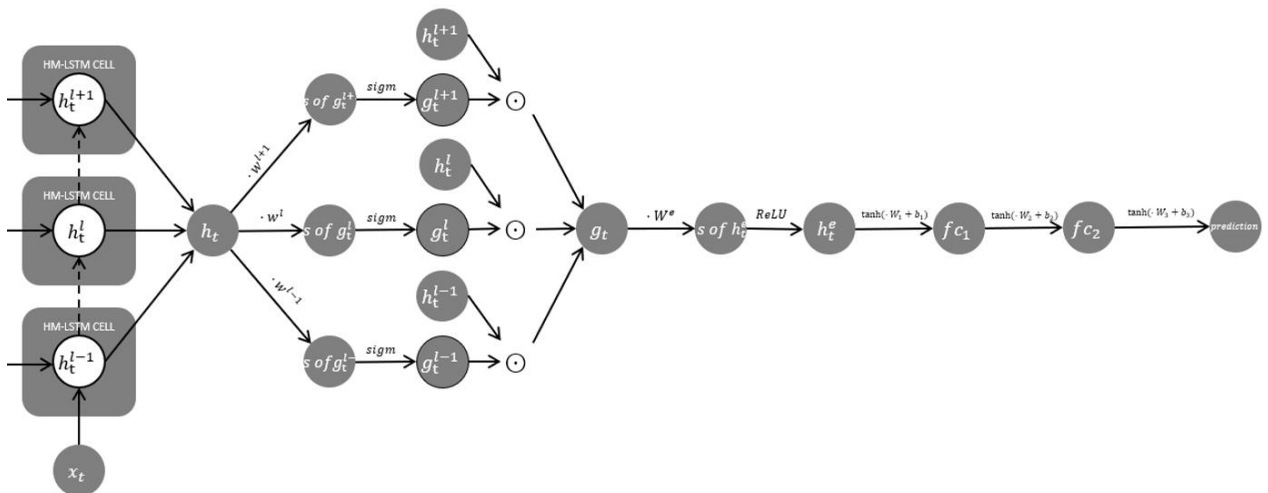 HM-LSTM CELL
h_t^{l+1}
HM-LSTM CELL
h_t^l
HM-LSTM CELL
h_t^{l-1}
x_t
h_t
· w^{l+1}
· w^l
· w^{l-1}
s of g_t^{l+
s of g_t^l
s of g_t^{l-
sigm
sigm
sigm
h_t^{l+1}
g_t^{l+1}
⊙
h_t^l
g_t^l
⊙
h_t^{l-1}
g_t^{l-1}
⊙
g_t
· W^e
s of h_t^e
ReLU
h_t^e
tanh(· W_1 + b_1)
fc_1
tanh(· W_2 + b_2)
fc_2
tanh(· W_3 + b_3)
prediction